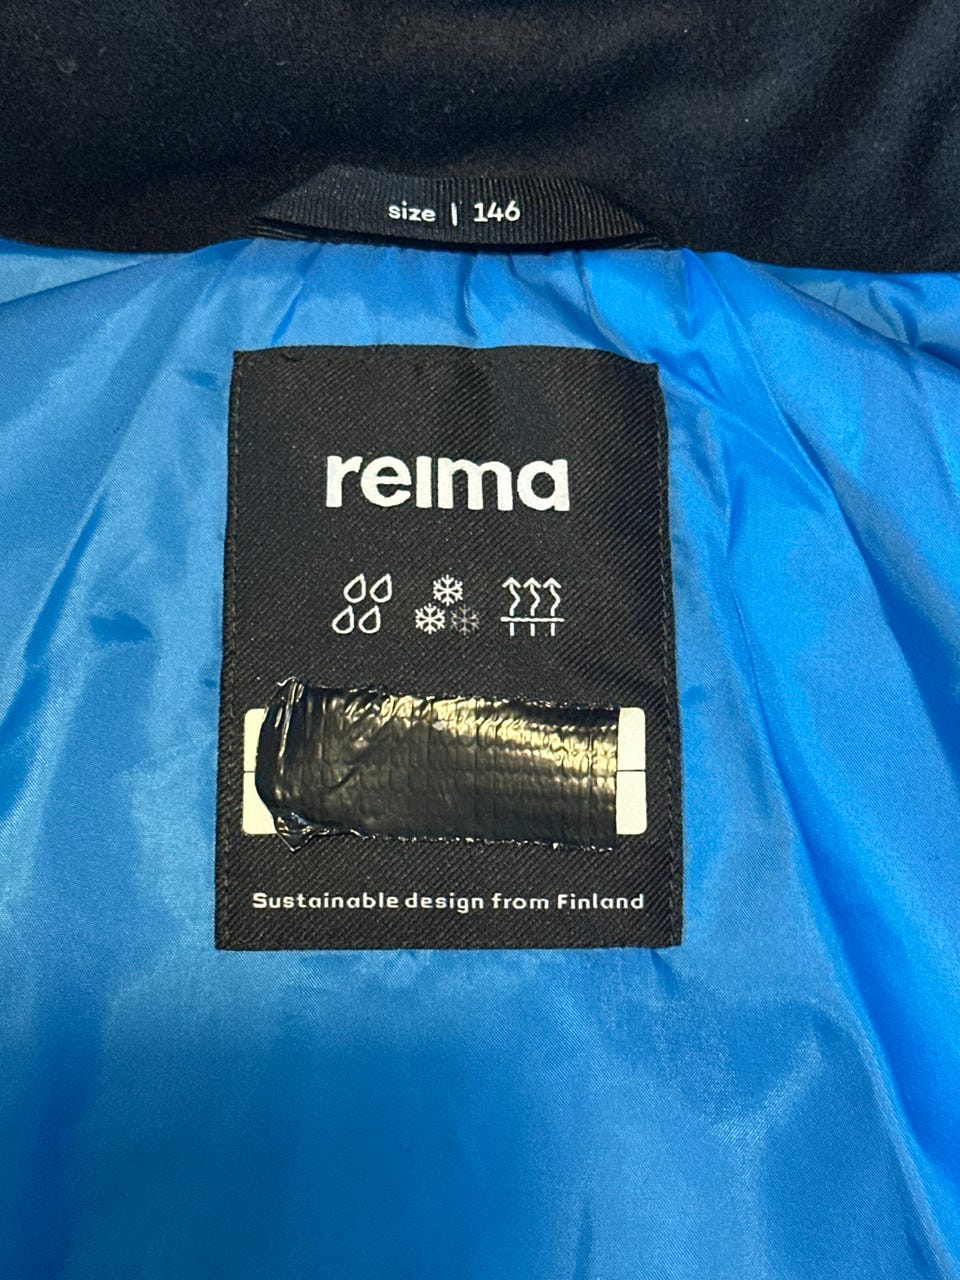 size | 146
reima
Sustainable design from Finland